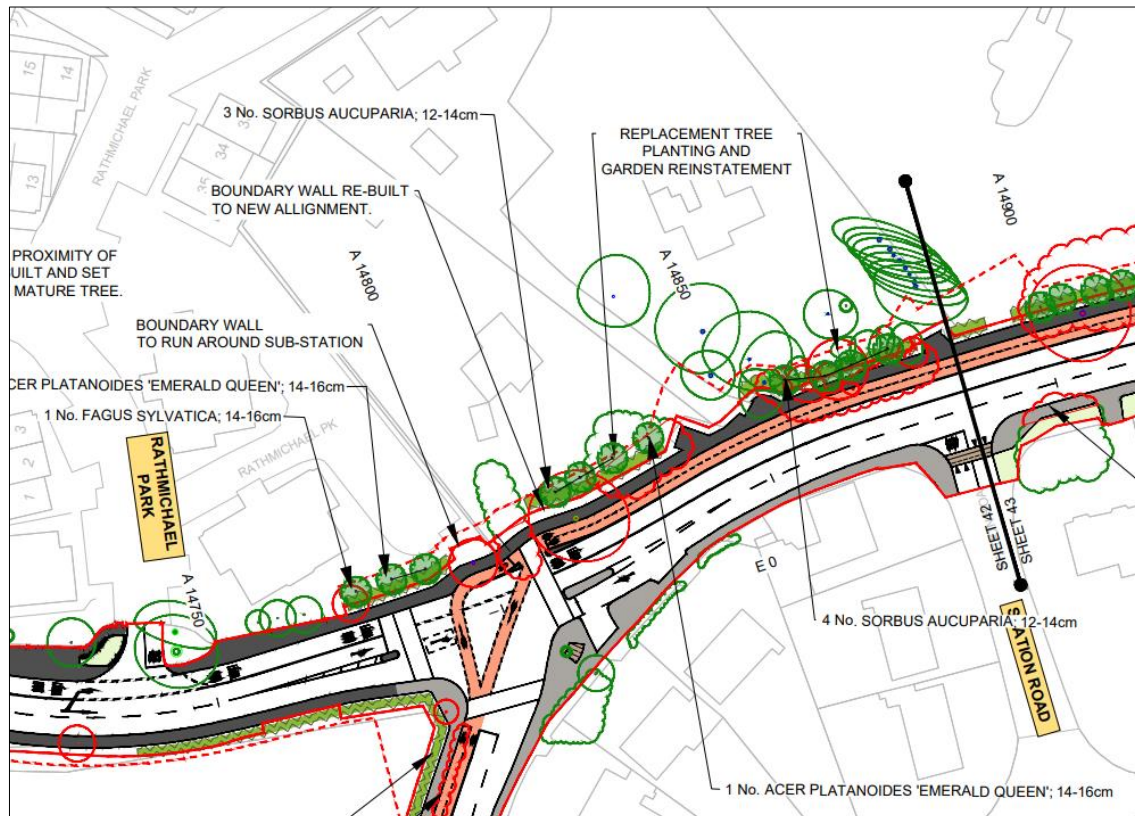 15
14
RATHMICHAEL PARK
13
33
34
35
3 No. SORBUS AUCUPARIA; 12-14cm
REPLACEMENT TREE
PLANTING AND
GARDEN REINSTATEMENT
BOUNDARY WALL RE-BUILT
TO NEW ALLIGNMENT.
A 14900
A 14850
A 14800
PROXIMITY OF
UILT AND SET
MATURE TREE.
BOUNDARY WALL
TO RUN AROUND SUB-STATION
CER PLATANOIDES 'EMERALD QUEEN'; 14-16cm
1 No. FAGUS SYLVATICA; 14-16cm
3
2
1
RATHMICHAEL
PARK
RATHMICHAEL PK
A 14750
E 0
SHEET 42
SHEET 43
4 No. SORBUS AUCUPARIA; 12-14cm
STATION ROAD
1 No. ACER PLATANOIDES 'EMERALD QUEEN'; 14-16cm